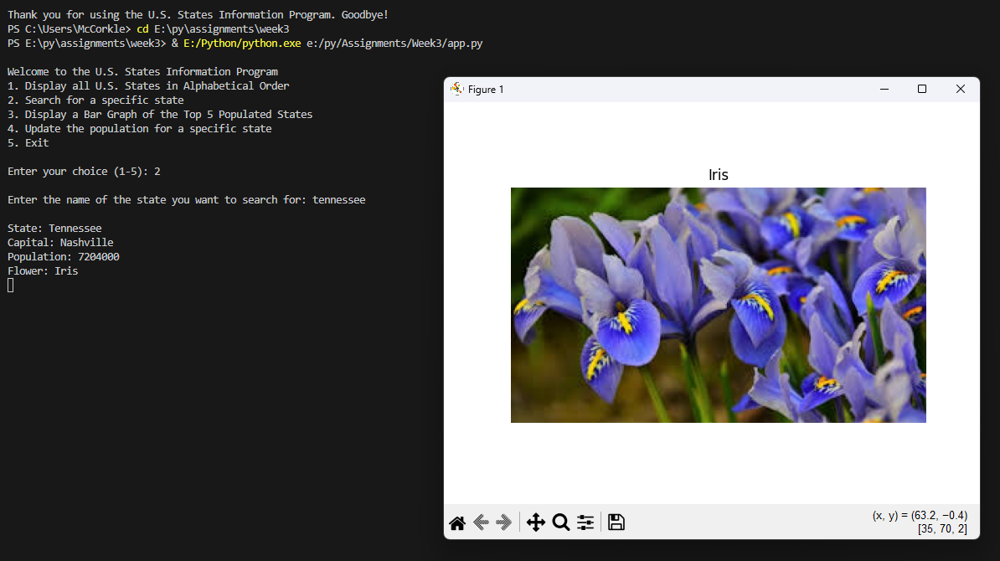 Thank you for using the U.S. States Information Program. Goodbye!
PS C:\Users\McCorkle> cd E:\py\assignments\week3
PS E:\py\assignments\week3> & E:/Python/python.exe e:/py/Assignments/Week3/app.py
Welcome to the U.S. States Information Program
1. Display all U.S. States in Alphabetical Order
2. Search for a specific state
3. Display a Bar Graph of the Top 5 Populated States
4. Update the population for a specific state
5. Exit
Enter your choice (1-5): 2
Enter the name of the state you want to search for: tennessee
State: Tennessee
Capital: Nashville
Population: 7204000
Flower: Iris
Figure 1
Iris
(x, y) = (63.2, −0.4)
[35, 70, 2]